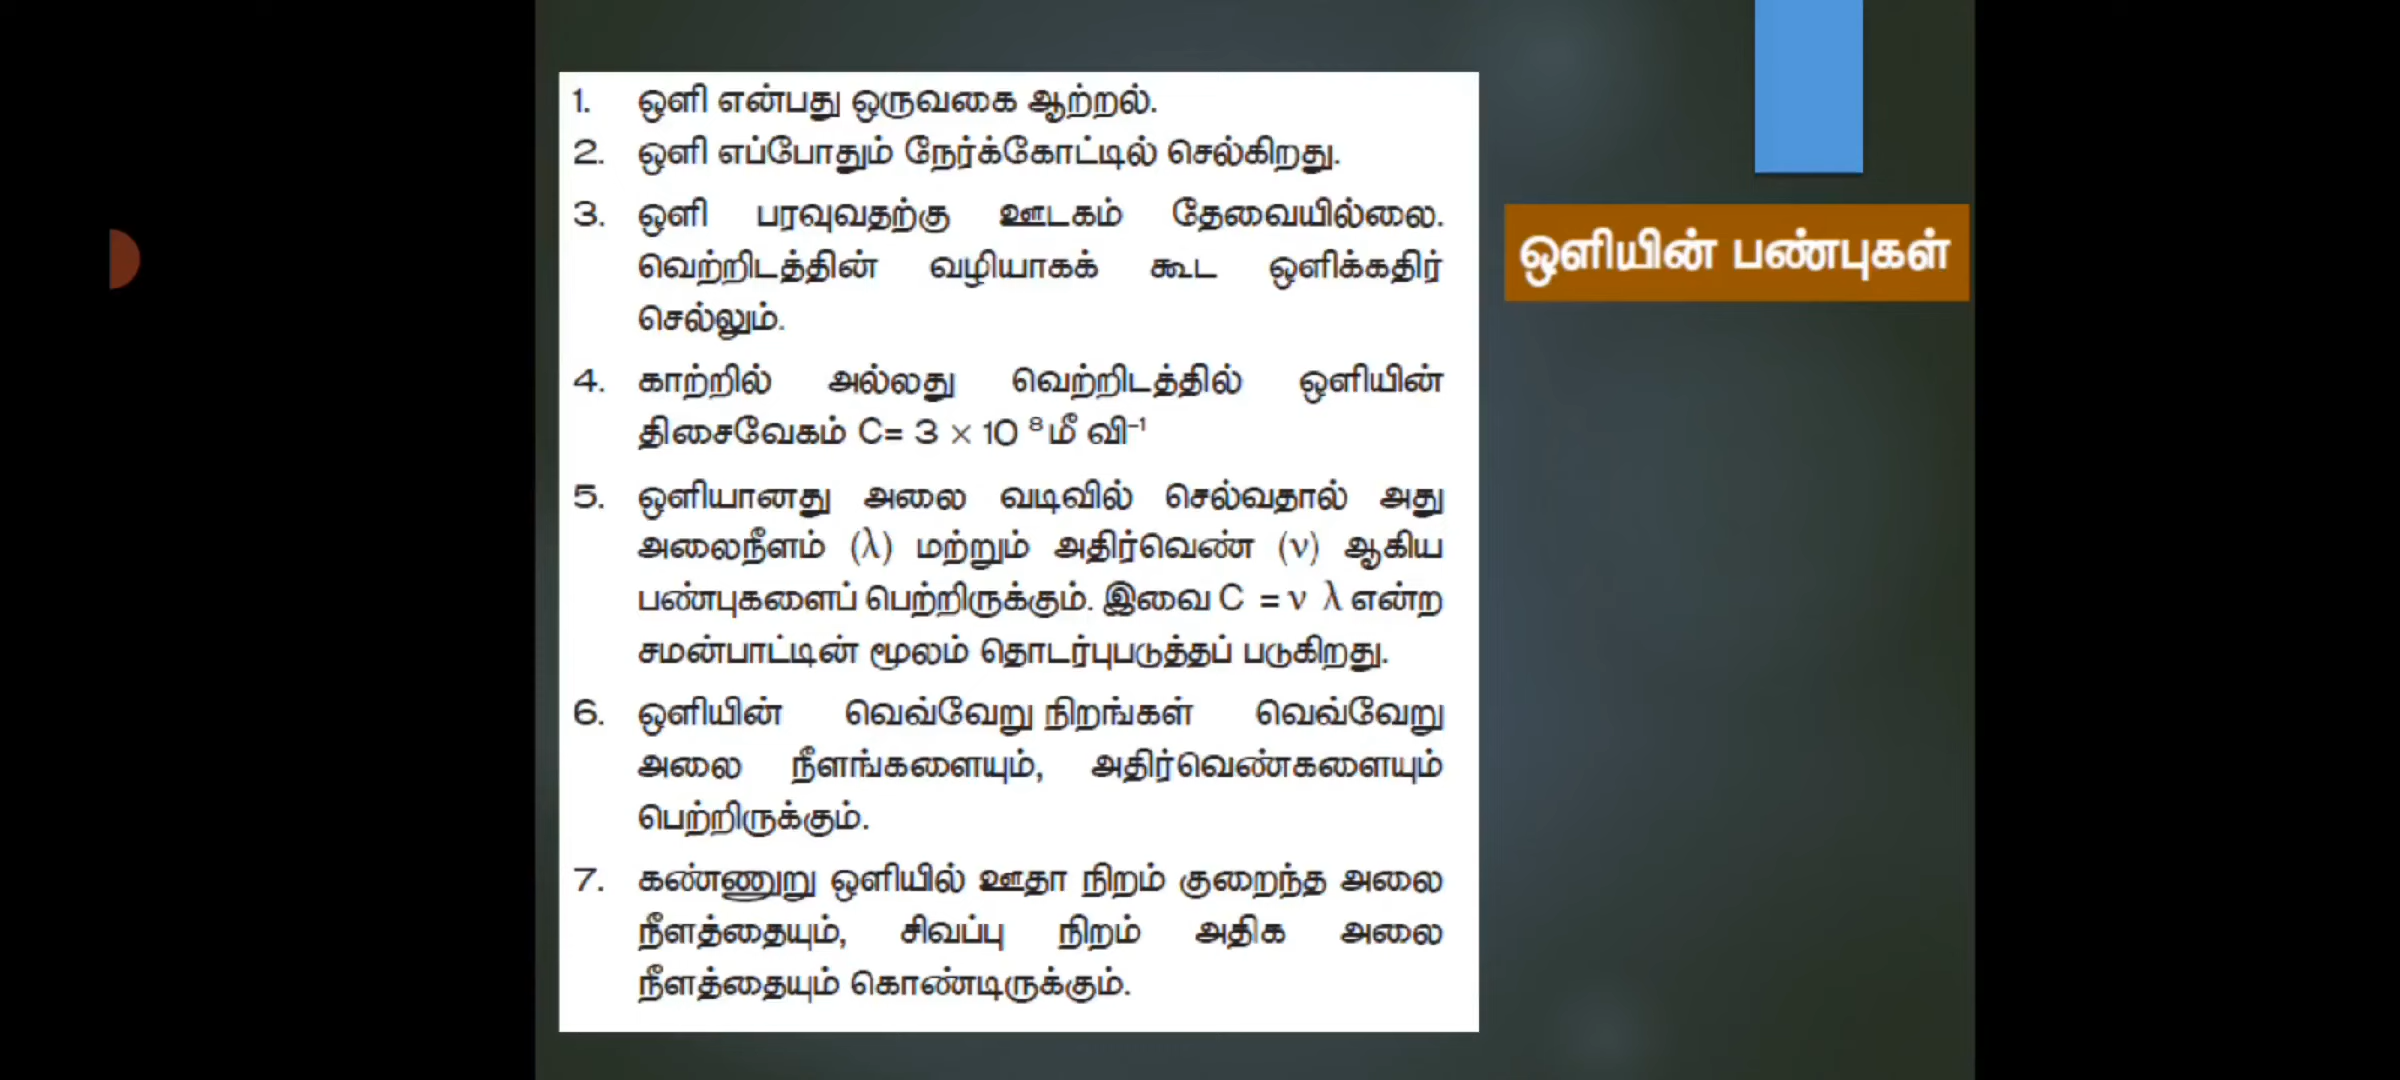 1. ஒளி என்பது ஒருவகை ஆற்றல்.
2. ஒளி எப்போதும் நேர்க்கோட்டில் செல்கிறது.
3. ஒளி பரவுவதற்கு ஊடகம் தேவையில்லை.
வெற்றிடத்தின் வழியாகக் கூட ஒளிக்கதிர்
செல்லும்.
4. காற்றில் அல்லது வெற்றிடத்தில் ஒளியின்
திசைவேகம் C= 3 × 10 ⁸மீ வி⁻¹
5. ஒளியானது அலை வடிவில் செல்வதால் அது
அலைநீளம் (λ) மற்றும் அதிர்வெண் (ν) ஆகிய
பண்புகளைப் பெற்றிருக்கும். இவை C = ν λ என்ற
சமன்பாட்டின் மூலம் தொடர்புபடுத்தப் படுகிறது.
6. ஒளியின் வெவ்வேறு நிறங்கள் வெவ்வேறு
அலை நீளங்களையும், அதிர்வெண்களையும்
பெற்றிருக்கும்.
7. கண்ணுறு ஒளியில் ஊதா நிறம் குறைந்த அலை
நீளத்தையும், சிவப்பு நிறம் அதிக அலை
நீளத்தையும் கொண்டிருக்கும்.
ஒளியின் பண்புகள்